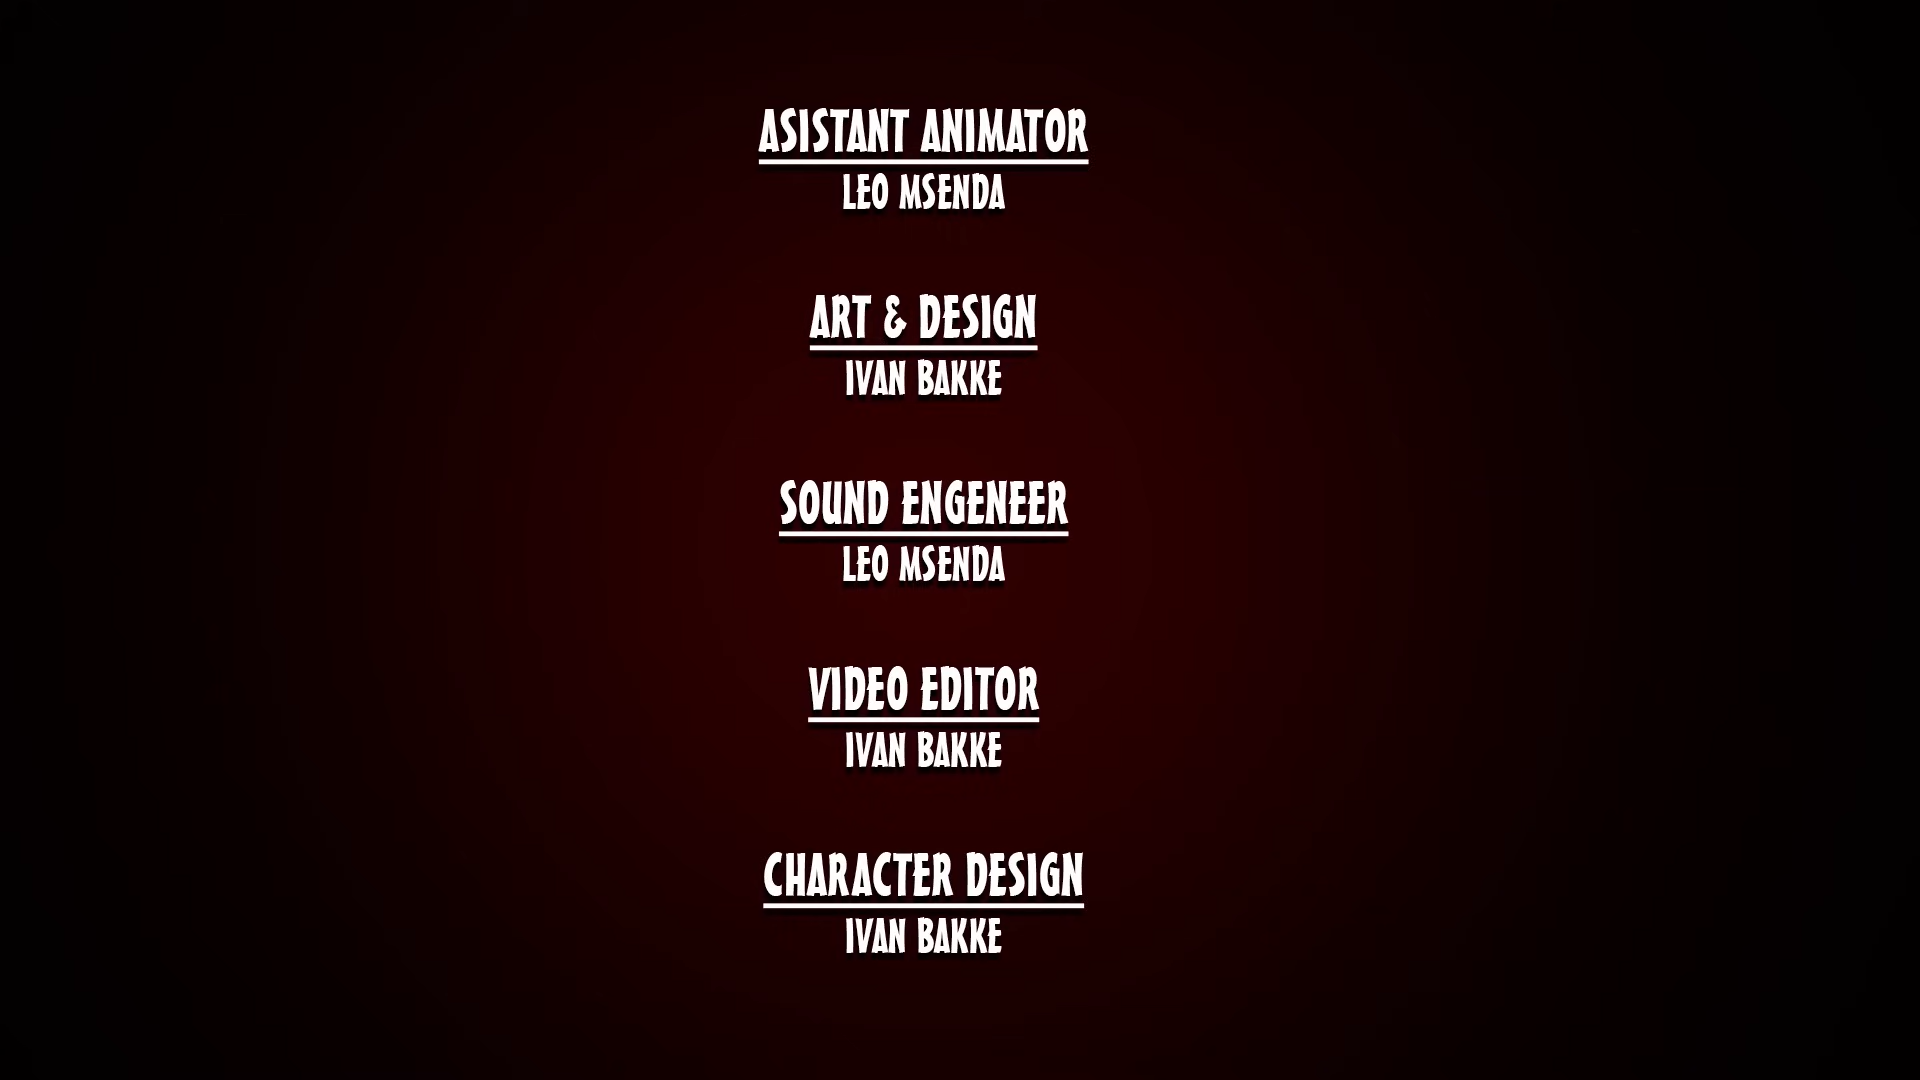 ASISTANT ANIMATOR
LEO MSENDA
ART & DESIGN
IVAN BAKKE
SOUND ENGENEER
LEO MSENDA
VIDEO EDITOR
IVAN BAKKE
CHARACTER DESIGN
IVAN BAKKE